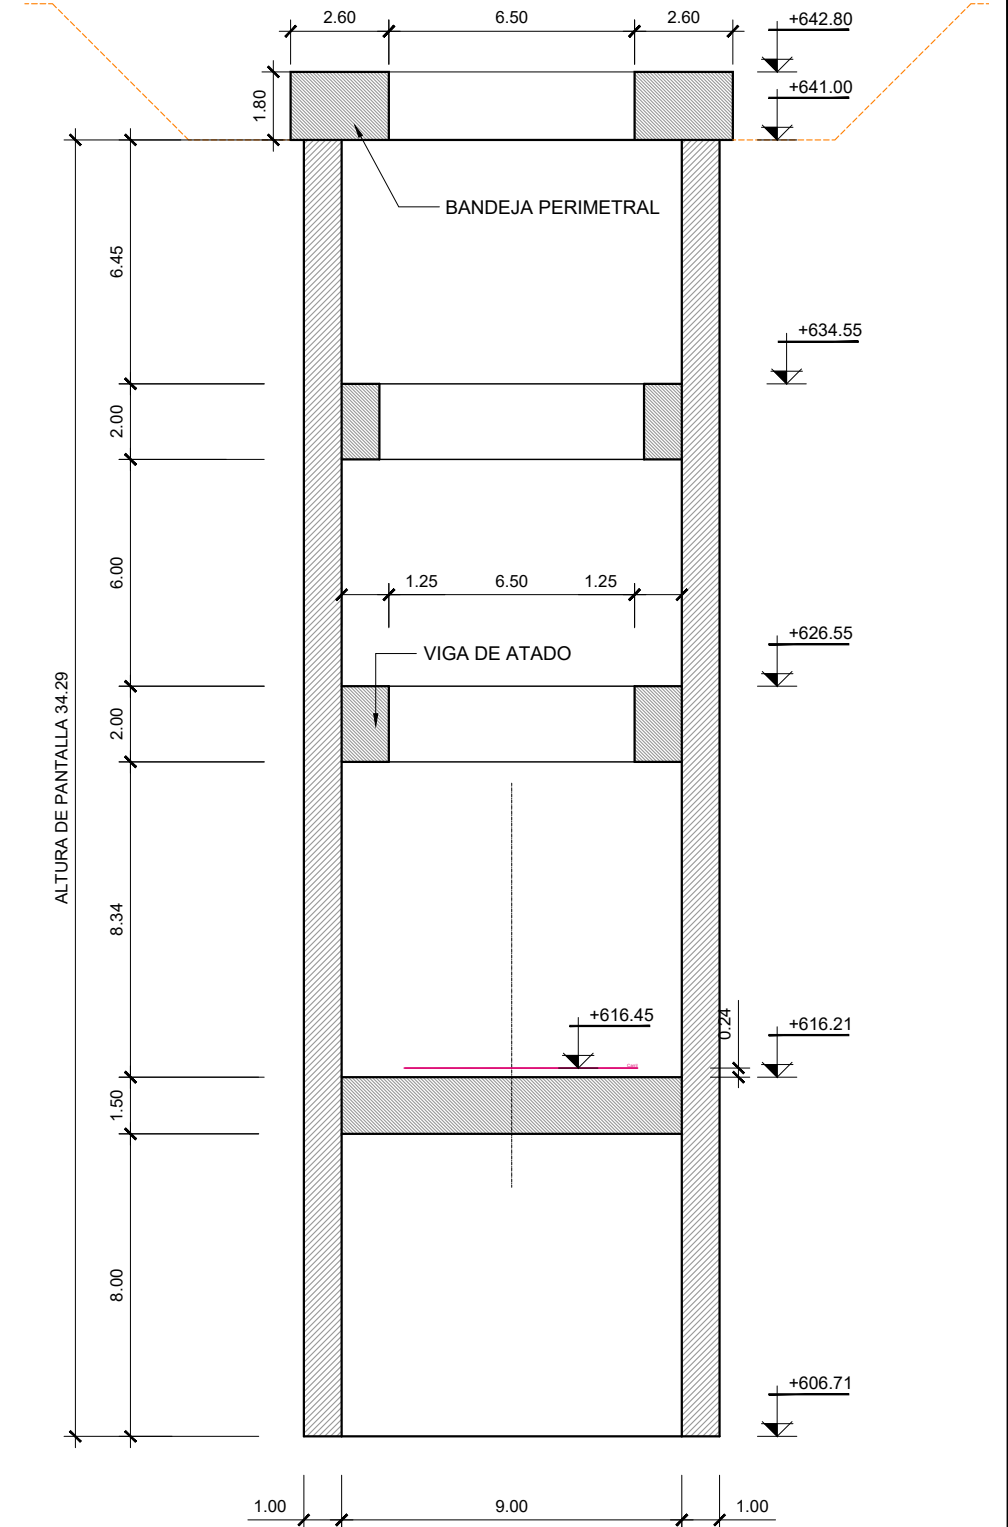 2.60 6.50 2.60
+642.80
1.80
+641.00
BANDEJA PERIMETRAL
6.45
+634.55
2.00
6.00
1.25 6.50 1.25
+626.55
VIGA DE ATADO
2.00
ALTURA DE PANTALLA 34.29
8.34
+616.45
0.24
+616.21
1.50
8.00
+606.71
1.00 9.00 1.00